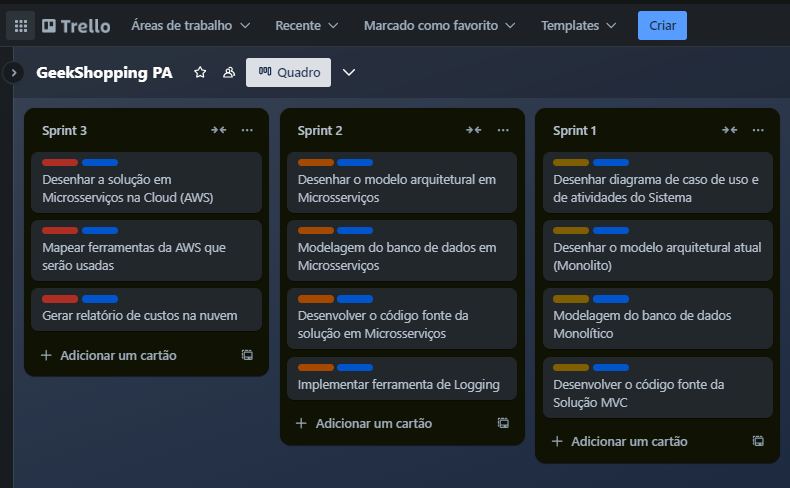 Trello Áreas de trabalho Recente Marcado como favorito Templates Criar
GeekShopping PA Quadro
Sprint 3
Desenhar a solução em
Microsserviços na Cloud (AWS)
Mapear ferramentas da AWS que
serão usadas
Gerar relatório de custos na nuvem
+ Adicionar um cartão
Sprint 2
Desenhar o modelo arquitetural em
Microsserviços
Modelagem do banco de dados em
Microsserviços
Desenvolver o código fonte da
solução em Microsserviços
Implementar ferramenta de Logging
+ Adicionar um cartão
Sprint 1
Desenhar diagrama de caso de uso e
de atividades do Sistema
Desenhar o modelo arquitetural atual
(Monolito)
Modelagem do banco de dados
Monolítico
Desenvolver o código fonte da
Solução MVC
+ Adicionar um cartão